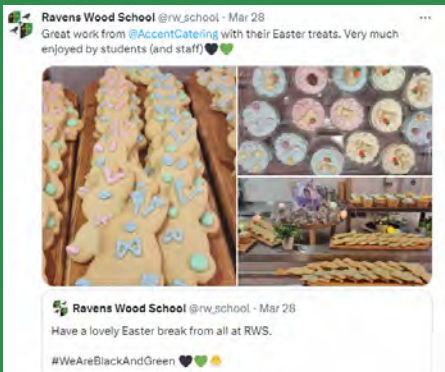 Ravens Wood School @rw_school · Mar 28
Great work from @AccentCatering with their Easter treats. Very much
enjoyed by students (and staff)🖤💚
Ravens Wood School @rw_school · Mar 28
Have a lovely Easter break from all at RWS.
#WeAreBlackAndGreen 🖤💚🐣